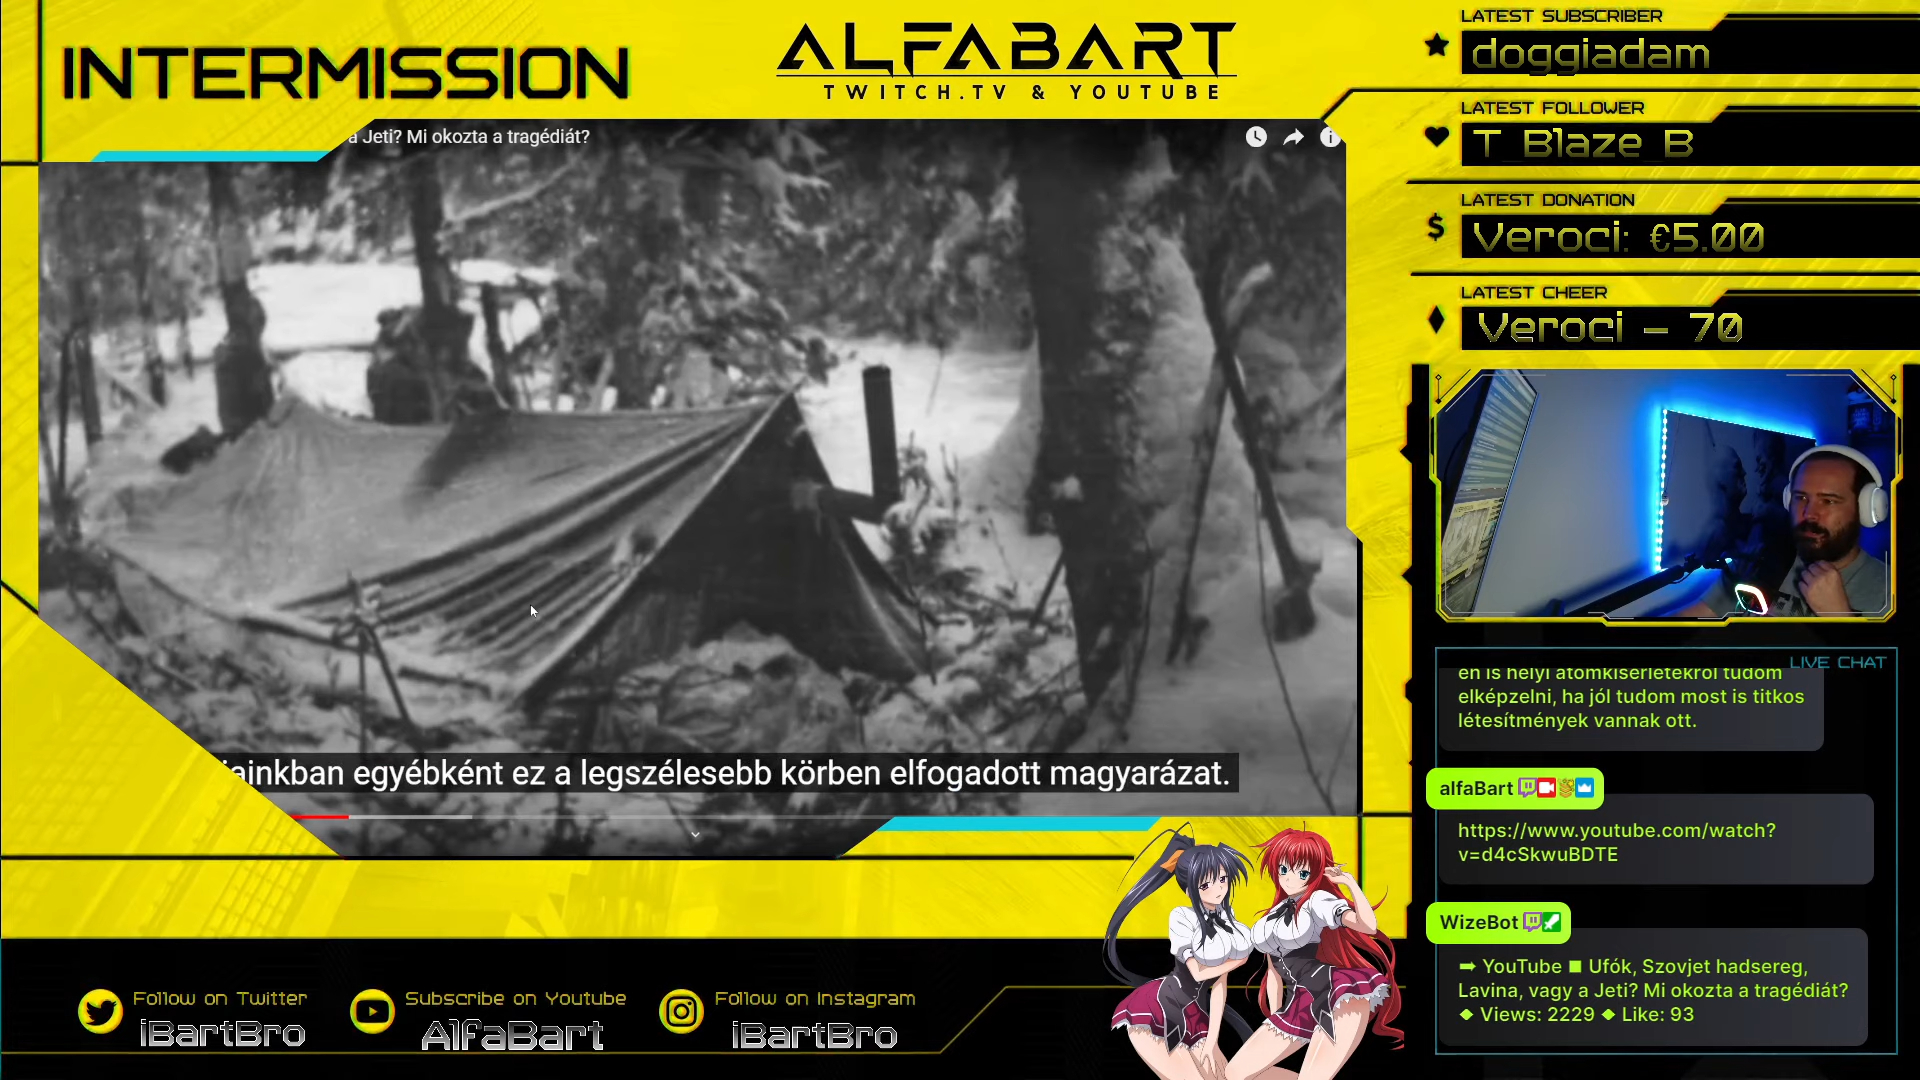 INTERMISSION
ALFABART
TWITCH.TV & YOUTUBE
a Jeti? Mi okozta a tragédiát?
egyébként ez a legszélesebb körben elfogadott magyarázat.
LATEST SUBSCRIBER
doggiadam
LATEST FOLLOWER
T_Blaze_B
LATEST DONATION
Veroci: €5.00
LATEST CHEER
Veroci - 70
LIVE CHAT
én is helyi atomkísérletekről tudom
elképzelni, ha jól tudom most is titkos
létesítmények vannak ott.
alfaBart
https://www.youtube.com/watch?
v=d4cSkwuBDTE
WizeBot
➡ YouTube ■ Ufók, Szovjet hadsereg,
Lavina, vagy a Jeti? Mi okozta a tragédiát?
◆ Views: 2229 ◆ Like: 93
Follow on Twitter
iBartBro
Subscribe on Youtube
AlfaBart
Follow on Instagram
iBartBro